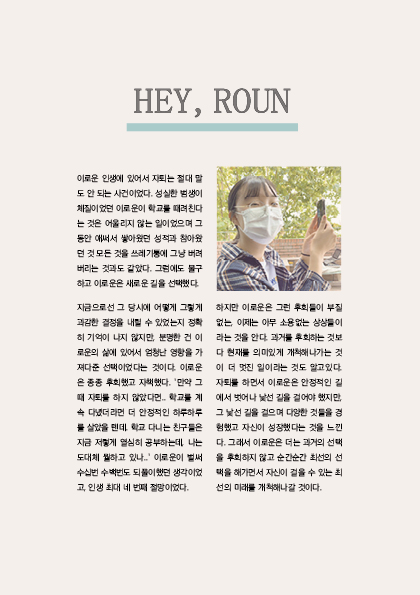 HEY, ROUN
이로운 인생에 있어서 자퇴는 절대 말
도 안 되는 사건이었다. 성실한 범생이
체질이었던 이로운이 학교를 때려친다
는 것은 어울리지 않는 일이었으며 그
동안 애써서 쌓아왔던 성적과 참아왔
던 것 모든 것을 쓰레기통에 그냥 버려
버리는 것과도 같았다. 그럼에도 불구
하고 이로운은 새로운 길을 선택했다.
지금으로선 그 당시에 어떻게 그렇게
과감한 결정을 내릴 수 있었는지 정확
히 기억이 나지 않지만, 분명한 건 이
로운의 삶에 있어서 엄청난 영향을 가
져다준 선택이었다는 것이다. 이로운
은 종종 후회했고 자책했다. '만약 그
때 자퇴를 하지 않았다면.. 학교를 계
속 다녔더라면 더 안정적인 하루하루
를 살았을 텐데. 학교 다니는 친구들은
지금 저렇게 열심히 공부하는데, 나는
도대체 뭘하고 있나..' 이로운이 벌써
수십번 수백번도 되풀이했던 생각이었
고, 인생 최대 네 번째 절망이었다.
하지만 이로운은 그런 후회들이 부질
없는, 이제는 아무 소용없는 상상들이
라는 것을 안다. 과거를 후회하는 것보
다 현재를 의미있게 개척해나가는 것
이 더 멋진 일이라는 것도 알고있다.
자퇴를 하면서 이로운은 안정적인 길
에서 벗어나 낯선 길을 걸어야 했지만,
그 낯선 길을 걸으며 다양한 것들을 경
험했고 자신이 성장했다는 것을 느낀
다. 그래서 이로운은 더는 과거의 선택
을 후회하지 않고 순간순간 최선의 선
택을 해가면서 자신이 걸을 수 있는 최
선의 미래를 개척해나갈 것이다.